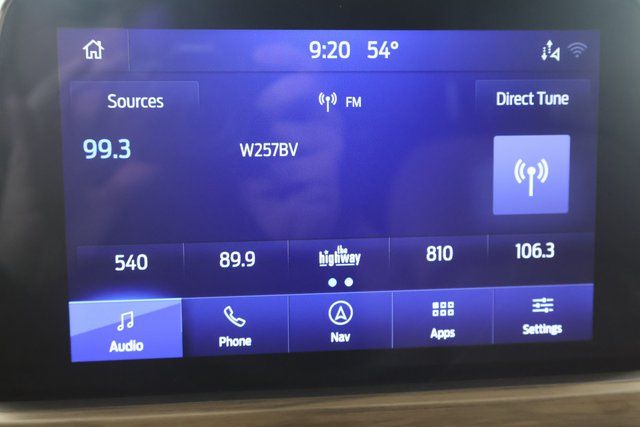 9:20 54°
Sources FM Direct Tune
99.3 W257BV
540 89.9 the highway 810 106.3
Audio Phone Nav Apps Settings